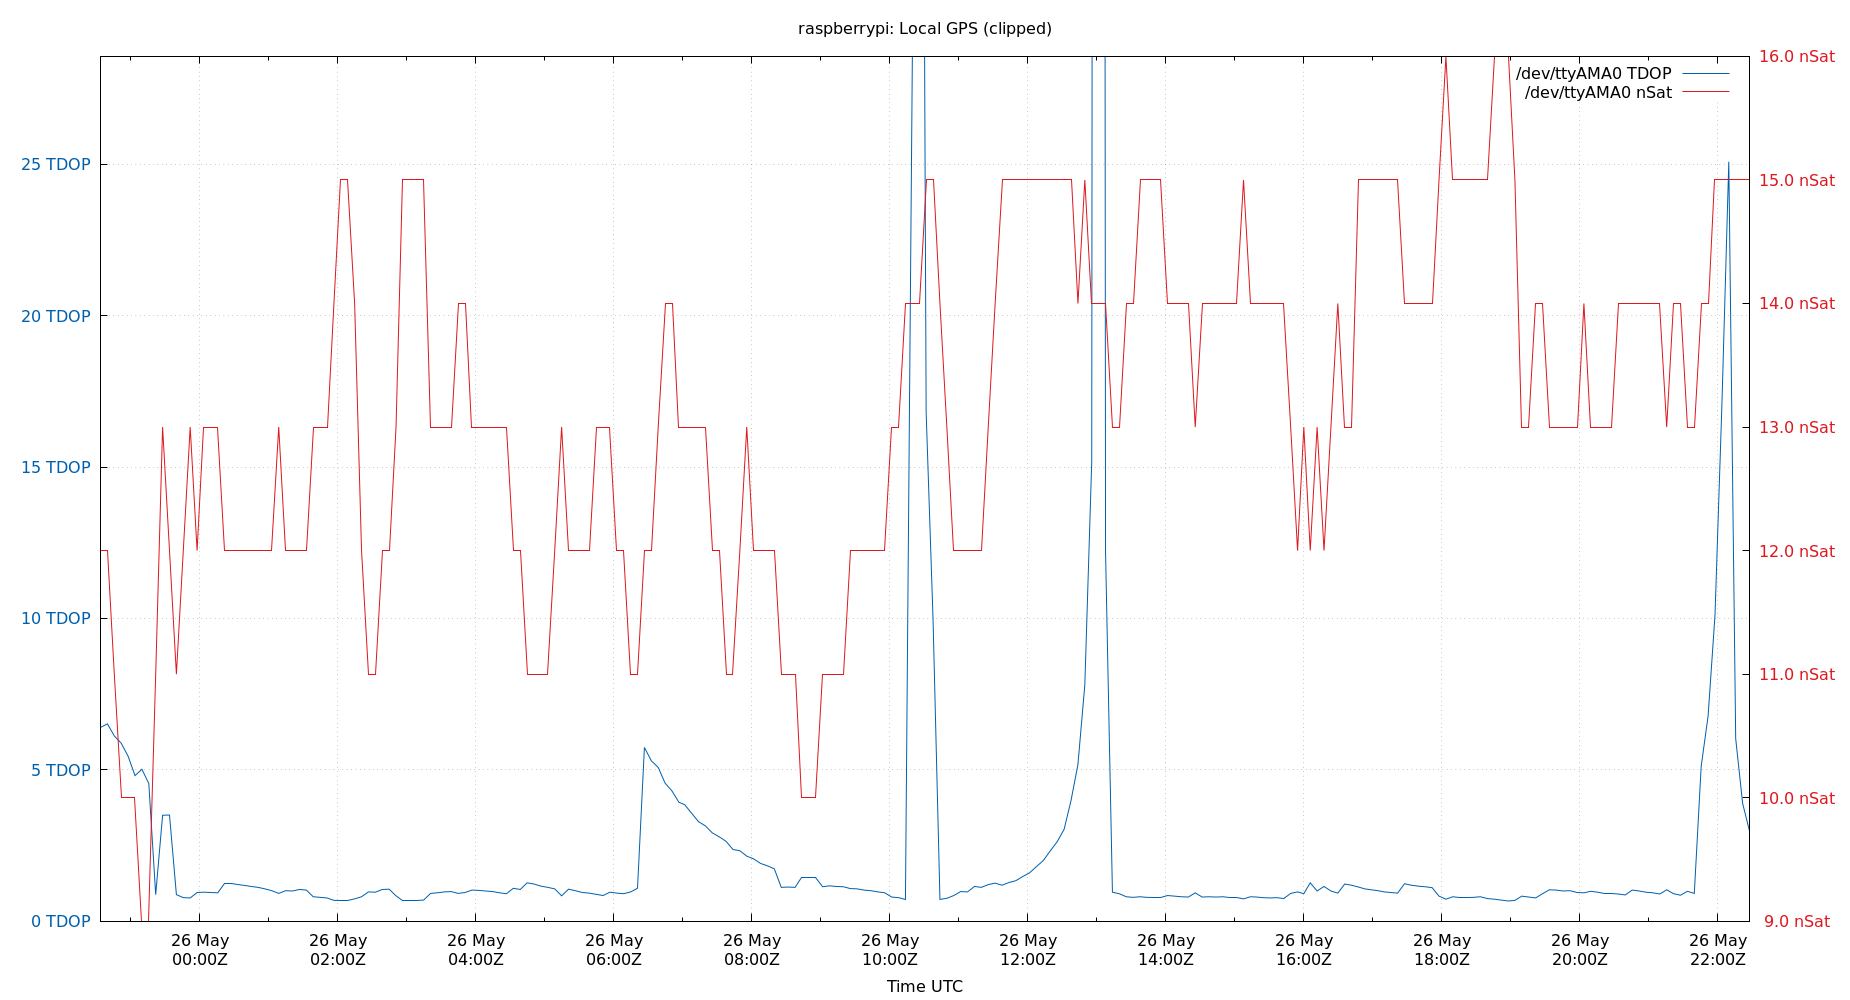 raspberrypi: Local GPS (clipped)
/dev/ttyAMA0 TDOP
/dev/ttyAMA0 nSat
25 TDOP
20 TDOP
15 TDOP
10 TDOP
5 TDOP
0 TDOP
16.0 nSat
15.0 nSat
14.0 nSat
13.0 nSat
12.0 nSat
11.0 nSat
10.0 nSat
9.0 nSat
26 May 26 May 26 May 26 May 26 May 26 May 26 May 26 May 26 May 26 May 26 May 26 May
00:00Z 02:00Z 04:00Z 06:00Z 08:00Z 10:00Z 12:00Z 14:00Z 16:00Z 18:00Z 20:00Z 22:00Z
Time UTC